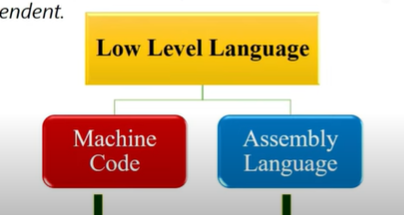 endent.
Low Level Language
Machine
Code
Assembly
Language